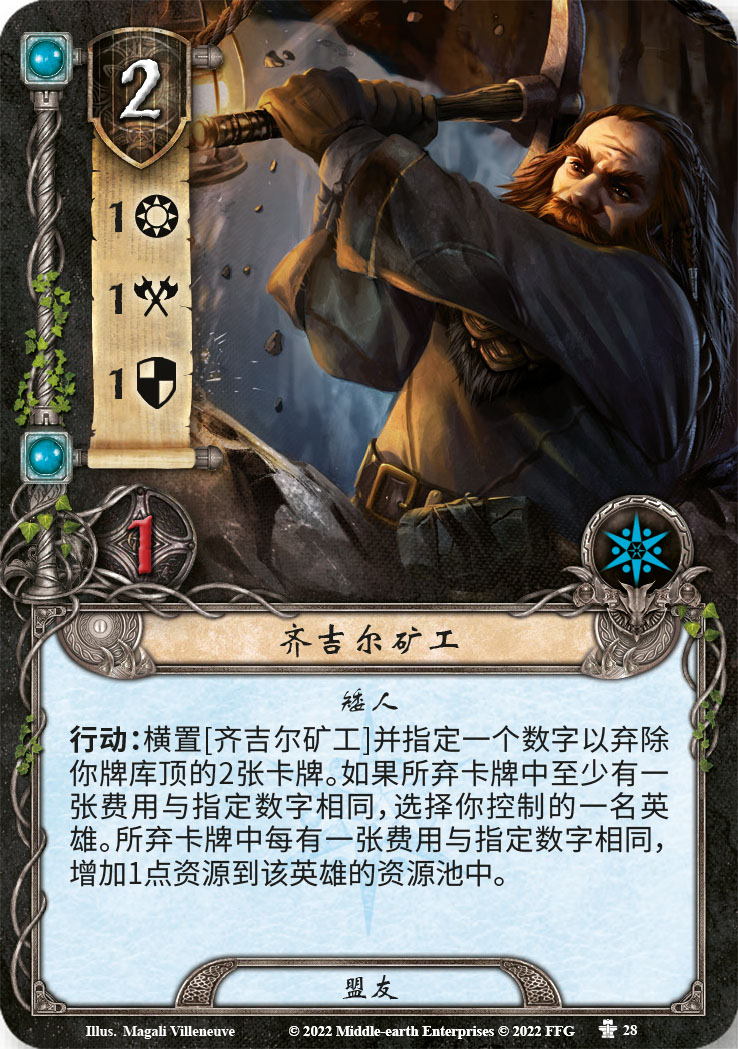 2
1
1
1
1
齐吉尔矿工
矮人
行动：横置[齐吉尔矿工]并指定一个数字以弃除
你牌库顶的2张卡牌。如果所弃卡牌中至少有一
张费用与指定数字相同，选择你控制的一名英
雄。所弃卡牌中每有一张费用与指定数字相同，
增加1点资源到该英雄的资源池中。
盟友
Illus. Magali Villeneuve © 2022 Middle-earth Enterprises © 2022 FFG 28